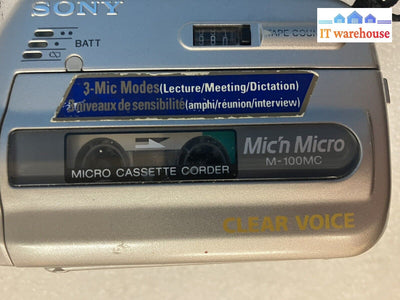 SONY
BATT
TAPE COU
IT warehouse
3-Mic Modes(Lecture/Meeting/Dictation)
niveaux de sensibilité(amphi/réunion/interview)
Mic'n Micro
M-100MC
MICRO CASSETTE CORDER
CLEAR VOICE